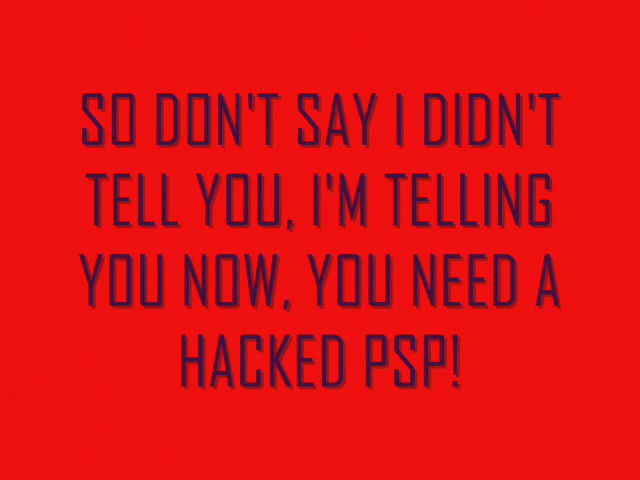 SO DON'T SAY I DIDN'T
TELL YOU, I'M TELLING
YOU NOW, YOU NEED A
HACKED PSP!